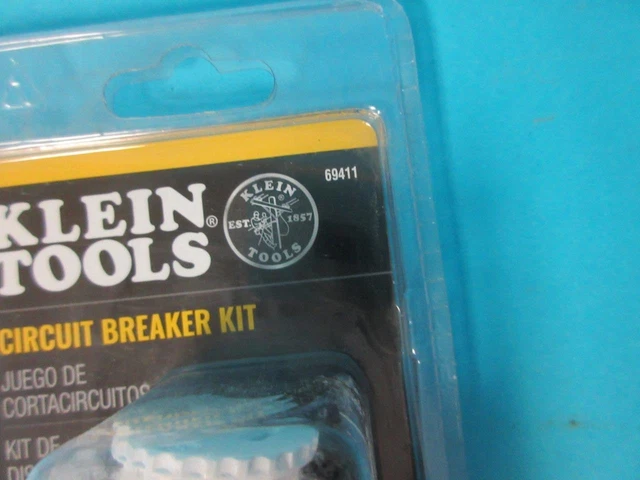 69411
KLEIN
TOOLS®
KLEIN
EST. 1857
TOOLS
CIRCUIT BREAKER KIT
JUEGO DE
CORTACIRCUITOS
KIT DE